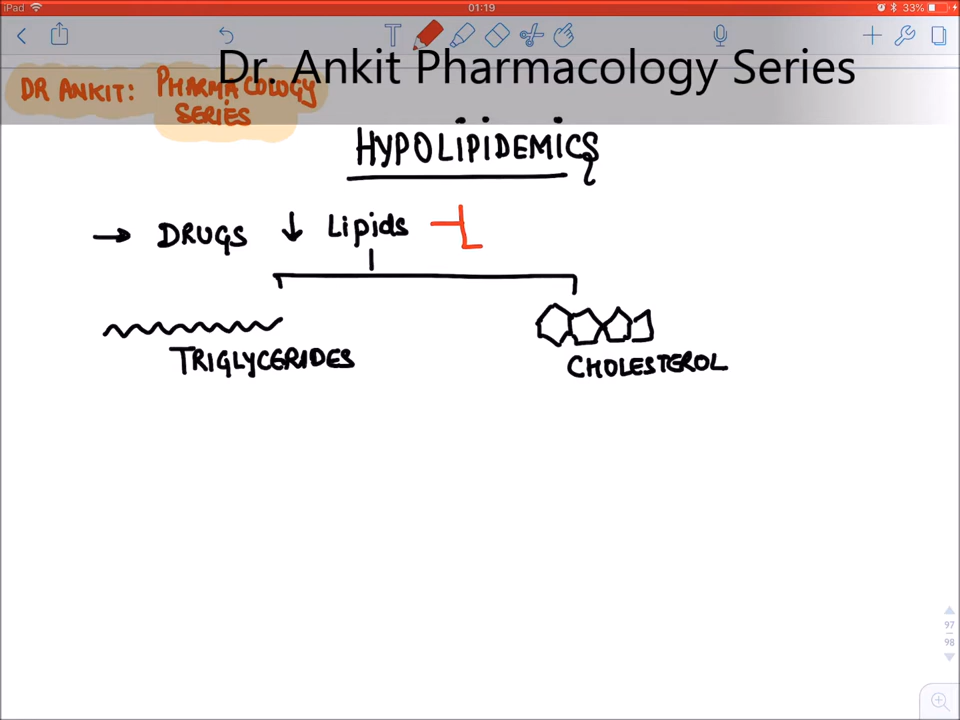 iPad 01:19 33%
Dr. Ankit Pharmacology Series
DR ANKIT: PHARMACOLOGY
SERIES
HYPOLIPIDEMICS
→ DRUGS ↓ Lipids
TRIGLYCERIDES
CHOLESTEROL
97
98